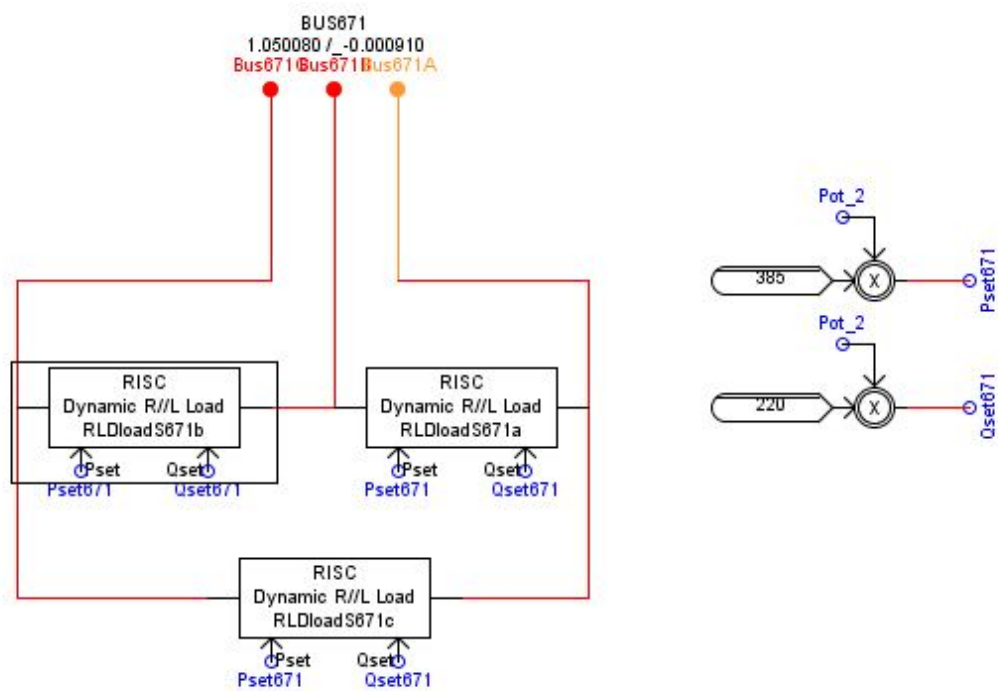 BUS671
1.050080 /_-0.000910
Bus671C Bus671B Bus671A
Pot_2
385
X
Pset671
Pot_2
220
X
Qset671
RISC
Dynamic R//L Load
RLDloadS671b
Pset
Qset
Pset671
Qset671
RISC
Dynamic R//L Load
RLDloadS671a
Pset
Qset
Pset671
Qset671
RISC
Dynamic R//L Load
RLDloadS671c
Pset
Qset
Pset671
Qset671